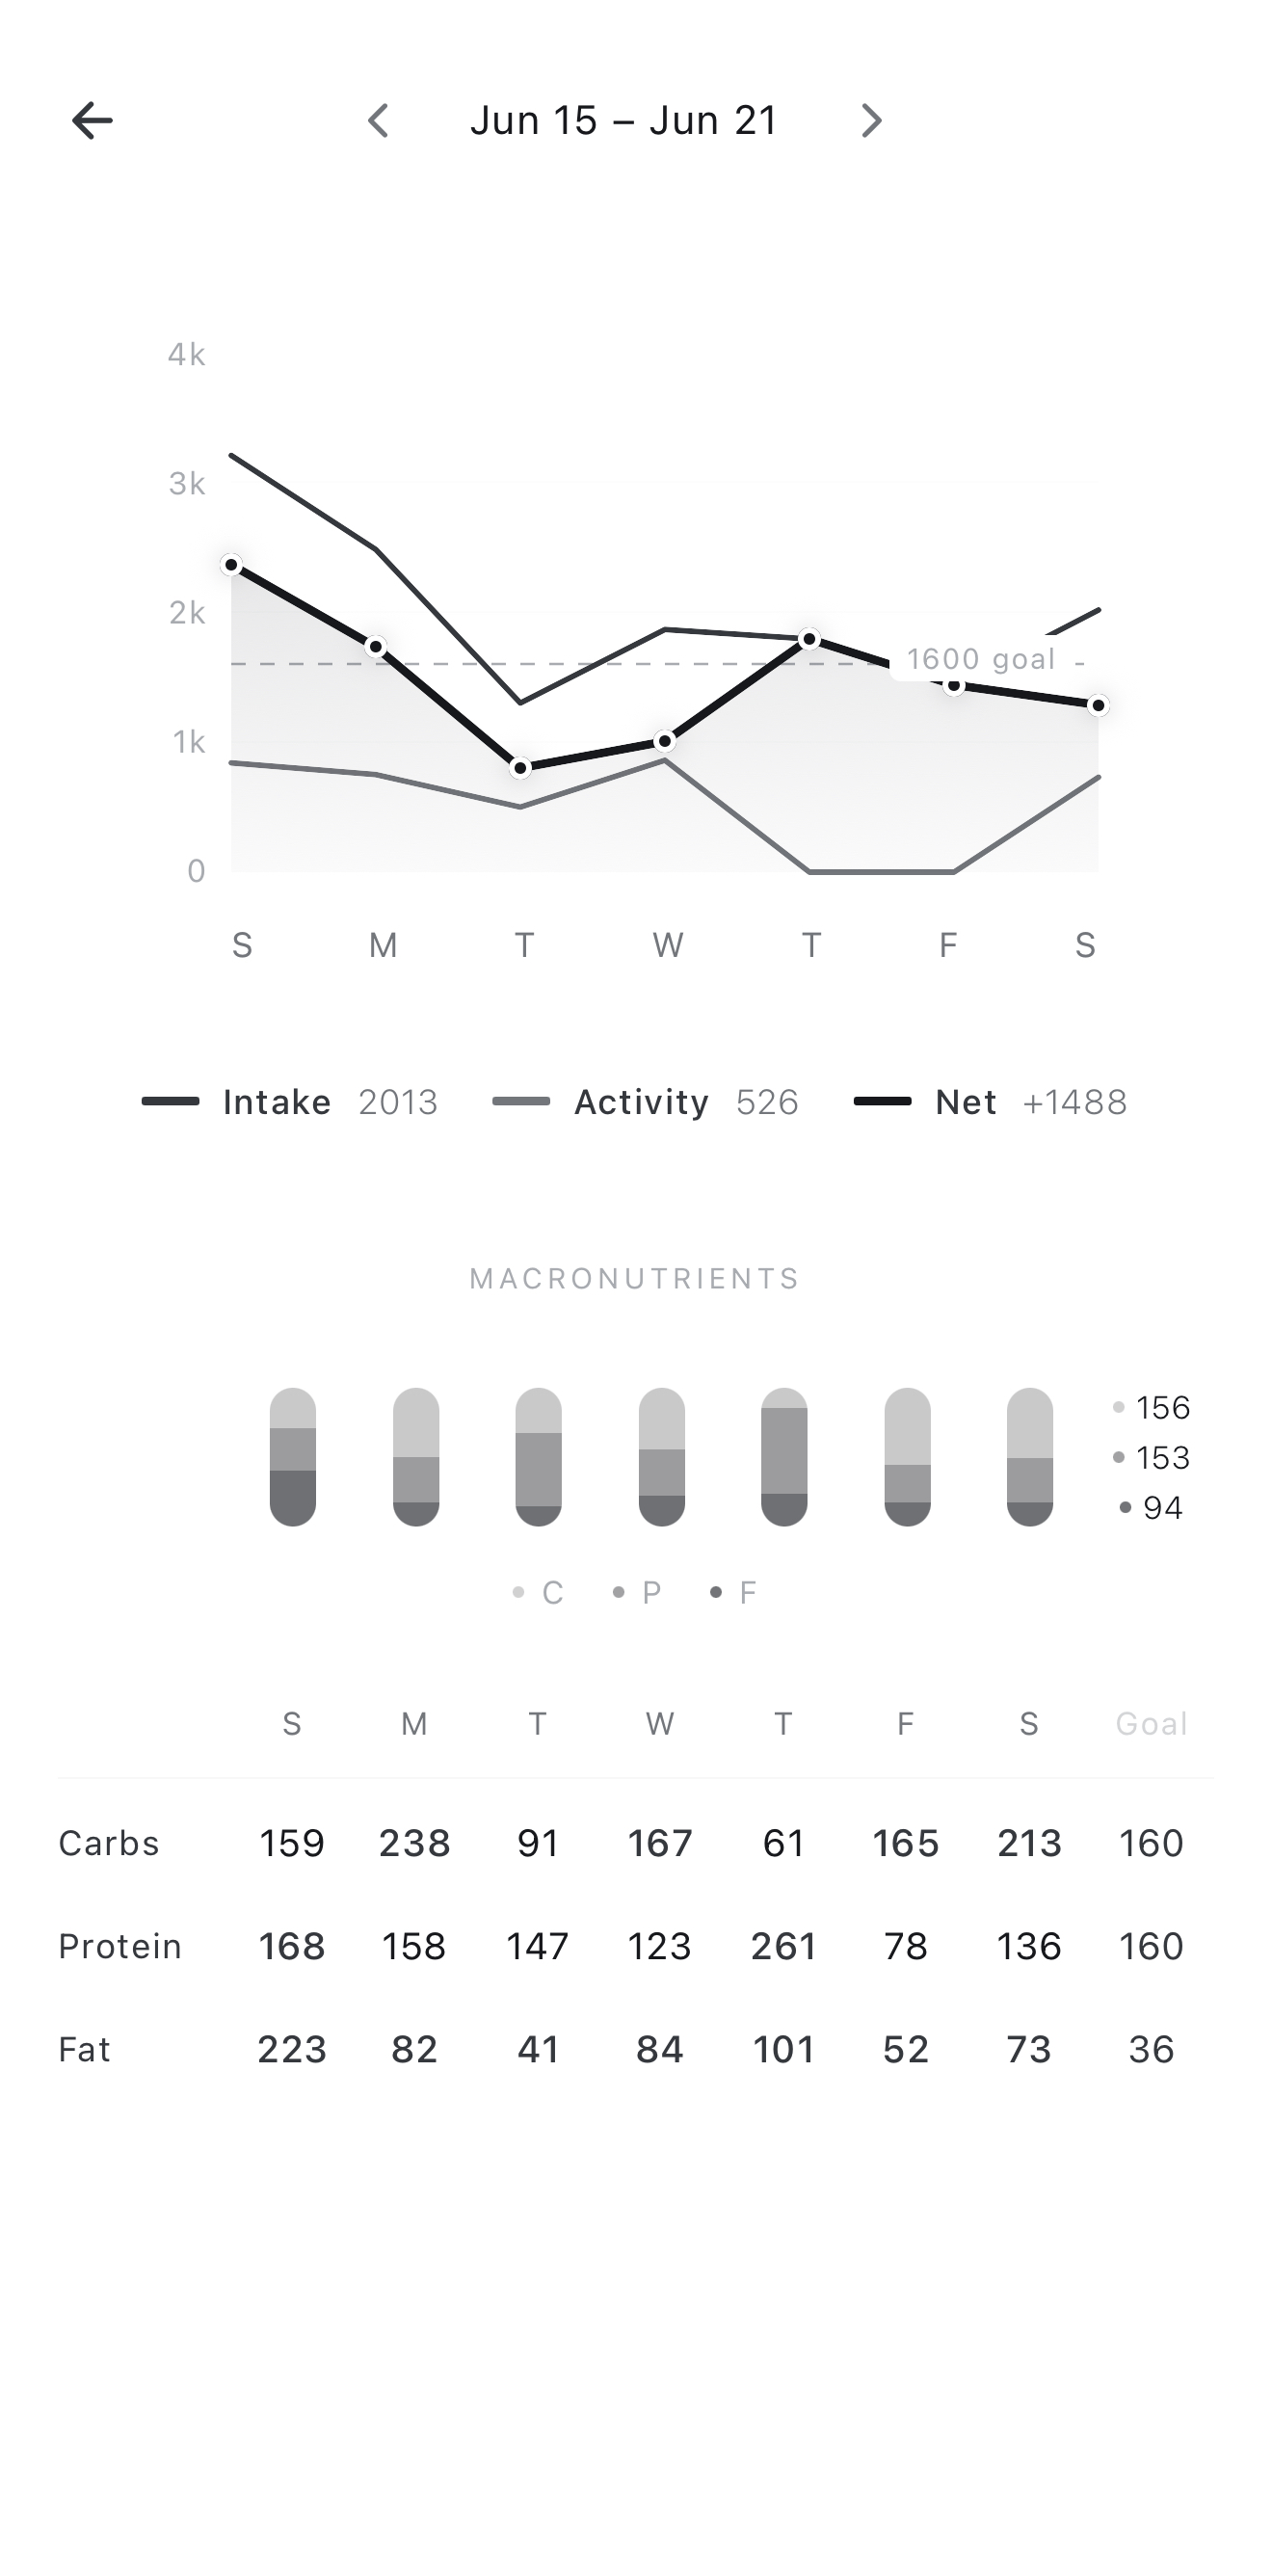 Jun 15 – Jun 21
4k
3k
2k
1600 goal
1k
0
S M T W T F S
Intake 2013 Activity 526 Net +1488
MACRONUTRIENTS
156
153
94
C P F
S M T W T F S Goal
Carbs 159 238 91 167 61 165 213 160
Protein 168 158 147 123 261 78 136 160
Fat 223 82 41 84 101 52 73 36